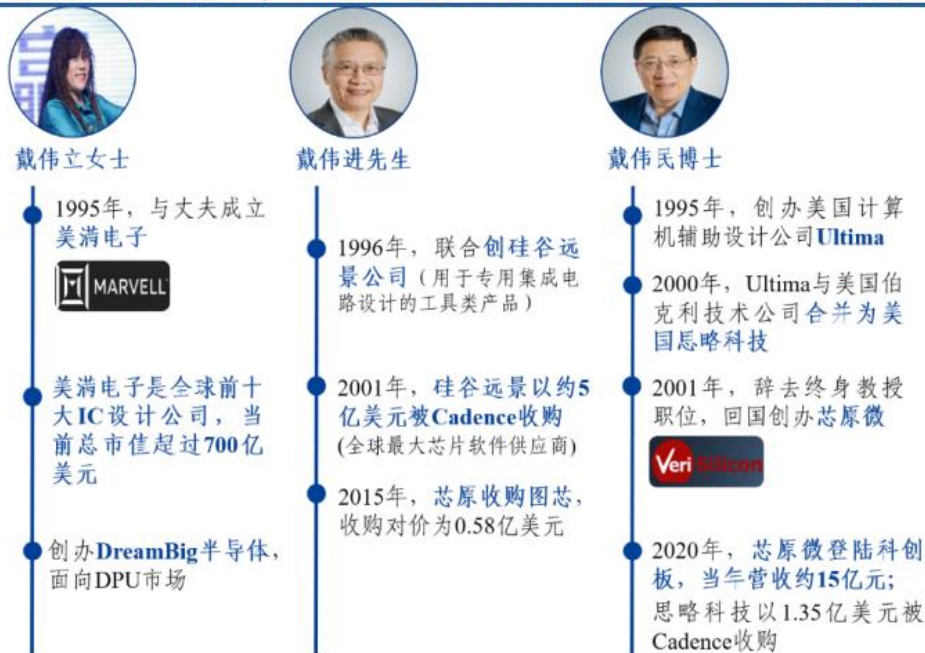 戴伟立女士
1995年，与丈夫成立
美满电子
MARVELL
美满电子是全球前十
大IC设计公司，当
前总市值超过700亿
美元
创办DreamBig半导体，
面向DPU市场
戴伟进先生
1996年，联合创硅谷远
景公司（用于专用集成电
路设计的工具类产品）
2001年，硅谷远景以约5
亿美元被Cadence收购
(全球最大芯片软件供应商)
2015年，芯原收购图芯，
收购对价为0.58亿美元
戴伟民博士
1995年，创办美国计算
机辅助设计公司Ultima
2000年，Ultima与美国伯
克利技术公司合并为美
国思略科技
2001年，辞去终身教授
职位，回国创办芯原微
VeriSilicon
2020年，芯原微登陆科创
板，当年营收约15亿元;
思略科技以1.35亿美元被
Cadence收购